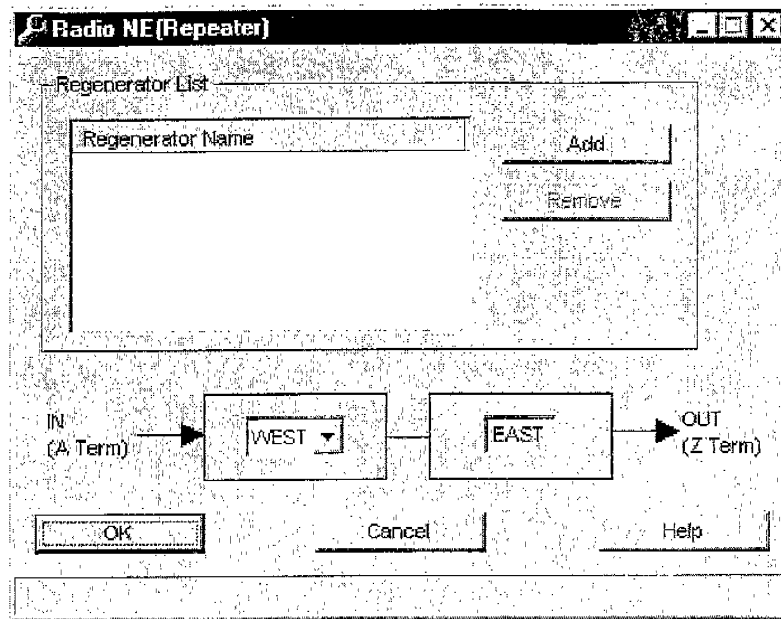 Radio NE(Repeater)
Regenerator List
Regenerator Name
Add
Remove
IN
(A Term)
WEST
EAST
OUT
(Z Term)
OK
Cancel
Help